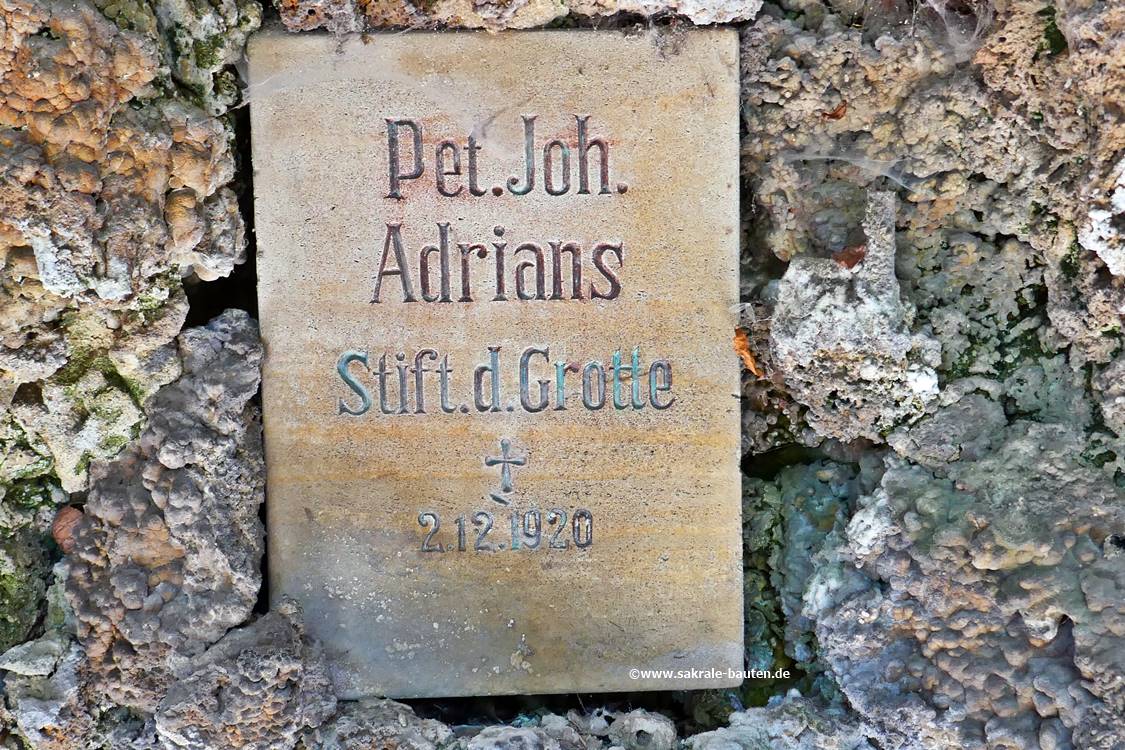 Pet. Joh.
Adrians
Stift. d. Grotte
†
2.12.1920
©www.sakrale-bauten.de